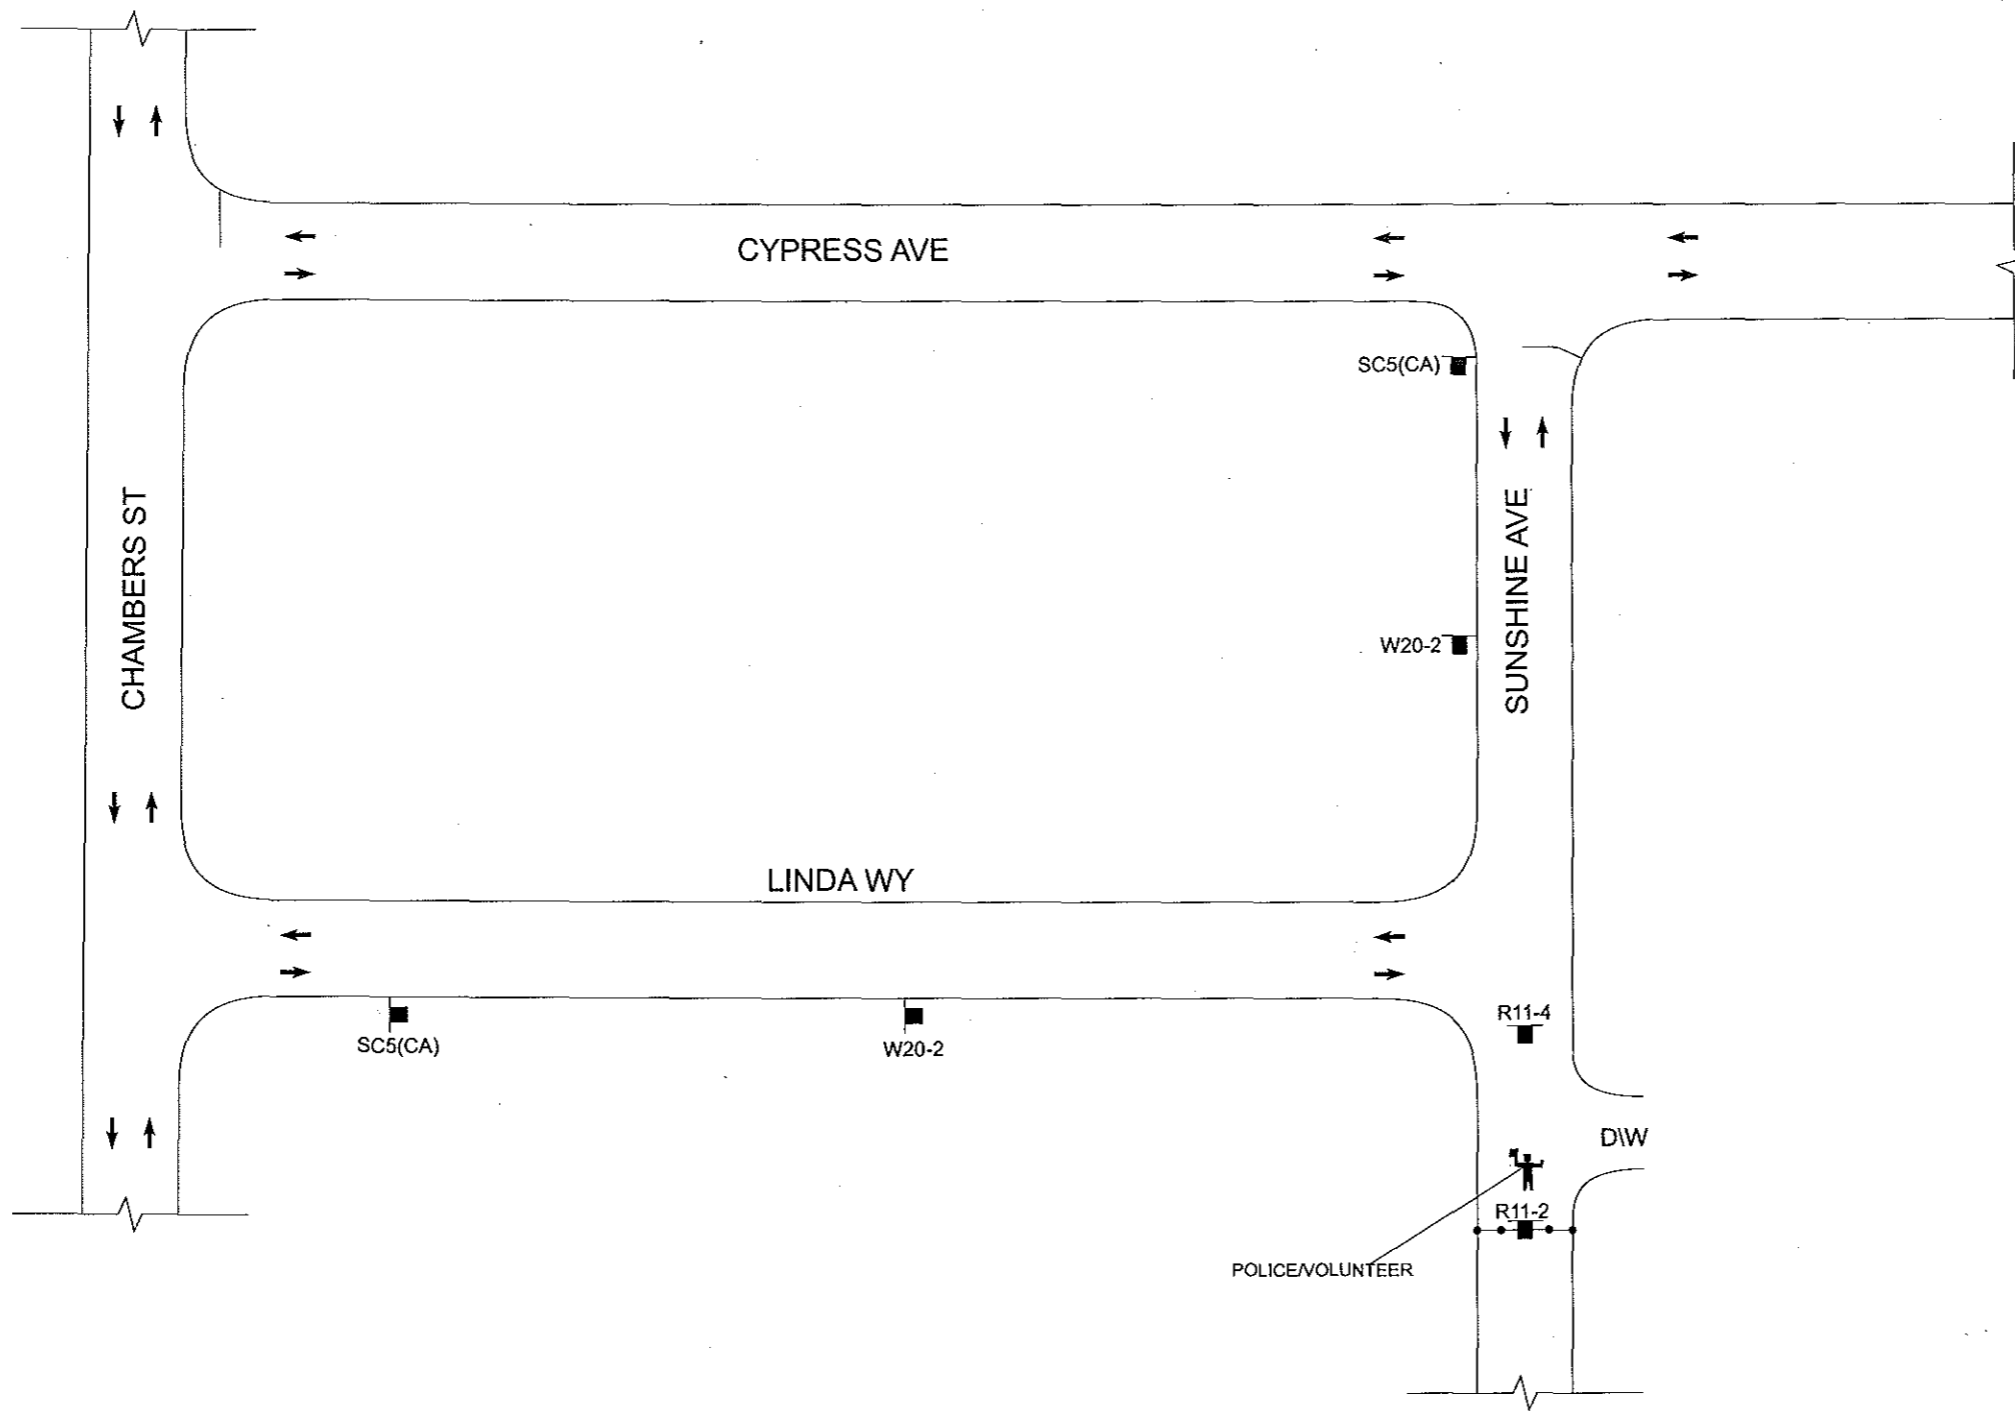 CYPRESS AVE
SC5(CA)
CHAMBERS ST
SUNSHINE AVE
W20-2
LINDA WY
SC5(CA)
W20-2
R11-4
D\W
R11-2
POLICE/VOLUNTEER